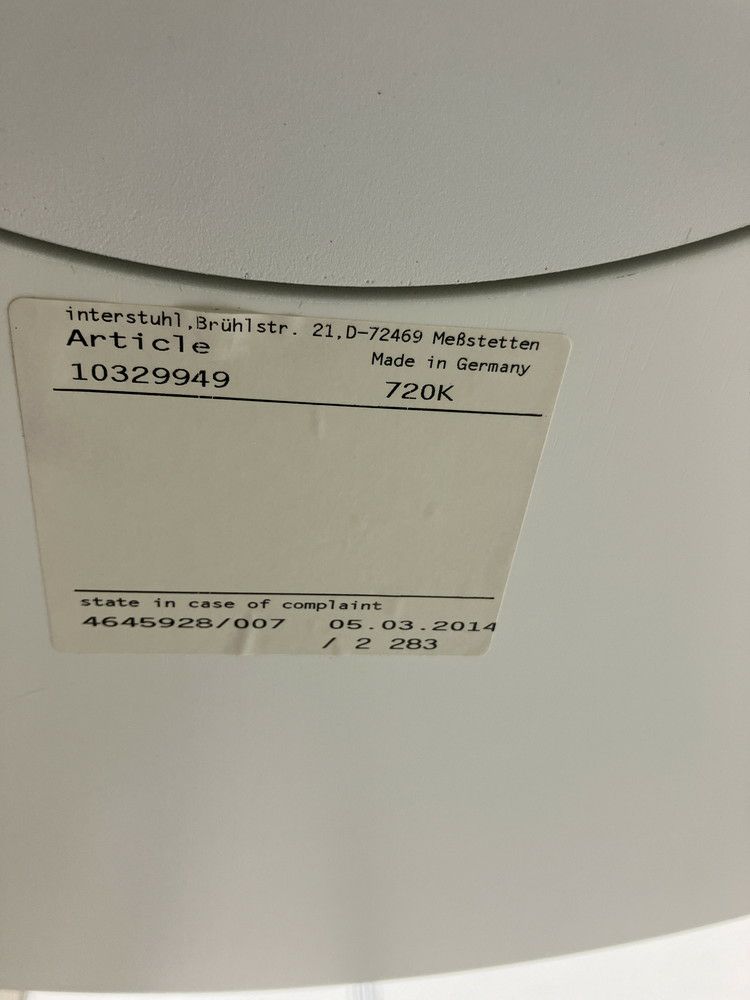 interstuhl,Brühlstr. 21,D-72469 Meßstetten
Article Made in Germany
10329949 720K
state in case of complaint
4645928/007 05.03.2014
/ 2 283